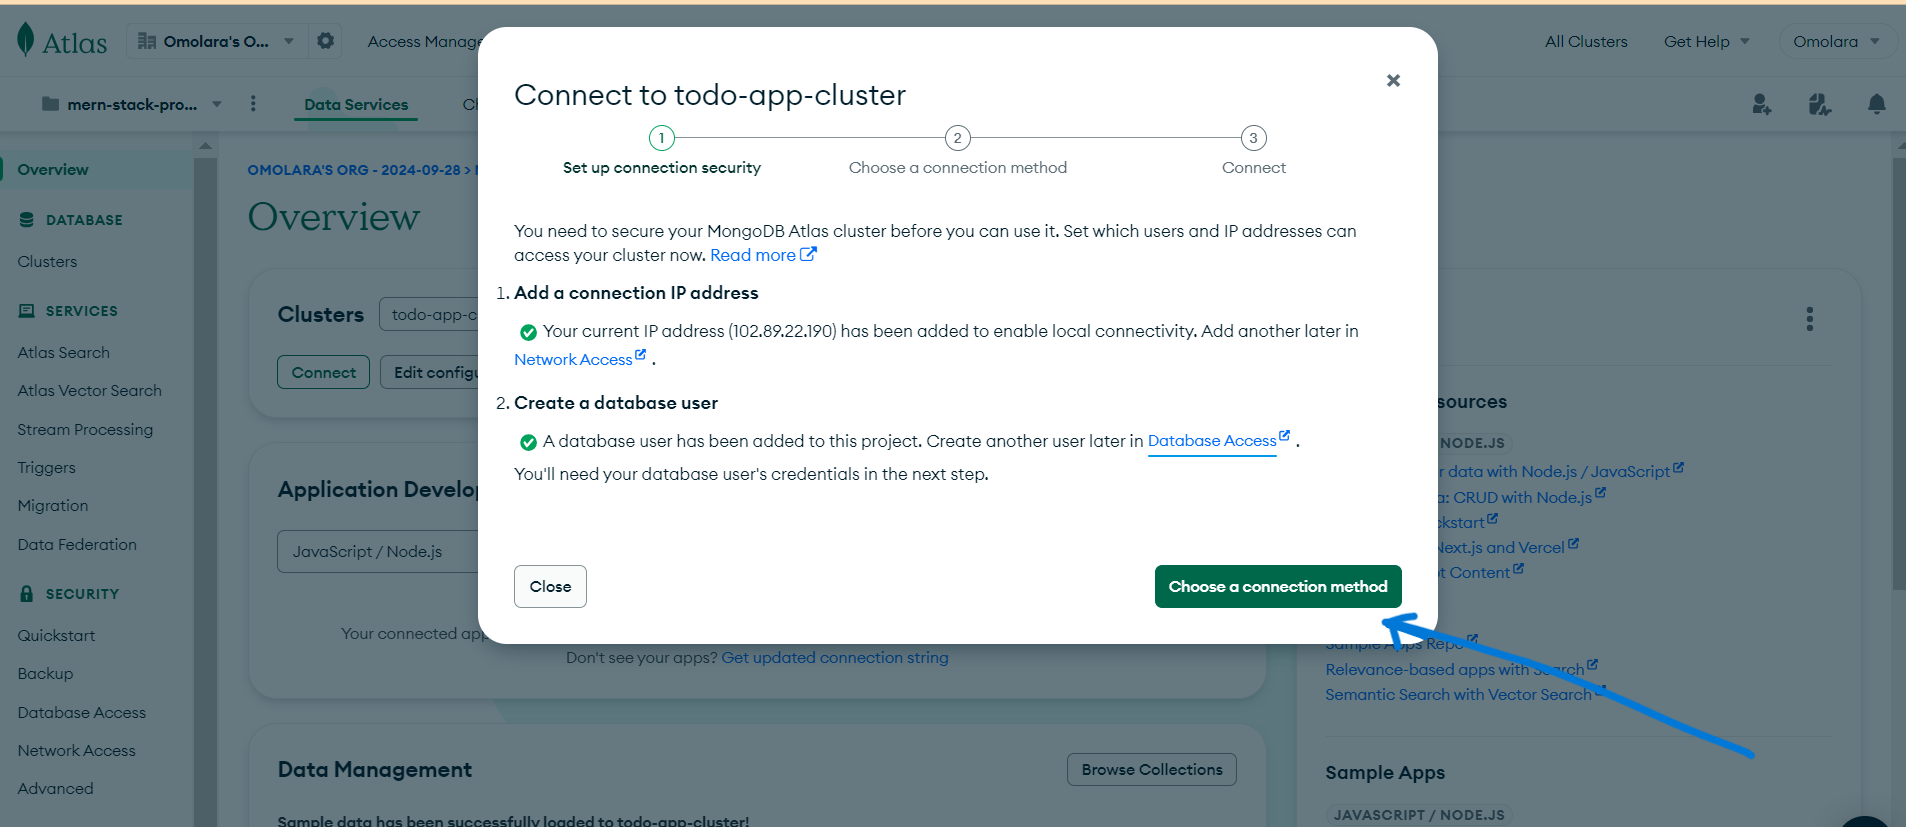 Atlas
Omolara's O...
Access Manage
All Clusters
Get Help
Omolara
mern-stack-pro...
Data Services
Connect to todo-app-cluster
1
2
3
Set up connection security
Choose a connection method
Connect
Overview
DATABASE
Clusters
SERVICES
Atlas Search
Atlas Vector Search
Stream Processing
Triggers
Migration
Data Federation
SECURITY
Quickstart
Backup
Database Access
Network Access
Advanced
OMOLARA'S ORG - 2024-09-28 >
Overview
Clusters
todo-app-c
Connect
Edit configu
Application Develop
JavaScript / Node.js
Your connected app
Don't see your apps? Get updated connection string
Data Management
Browse Collections
Sample data has been successfully loaded to todo-app-cluster!
You need to secure your MongoDB Atlas cluster before you can use it. Set which users and IP addresses can
access your cluster now. Read more
1. Add a connection IP address
Your current IP address (102.89.22.190) has been added to enable local connectivity. Add another later in
Network Access .
2. Create a database user
A database user has been added to this project. Create another user later in Database Access .
You'll need your database user's credentials in the next step.
Close
Choose a connection method
sources
NODE.JS
r data with Node.js / JavaScript
a: CRUD with Node.js
ckstart
Next.js and Vercel
t Content
Sample Apps Repo
Relevance-based apps with Search
Semantic Search with Vector Search
Sample Apps
JAVASCRIPT / NODE.JS